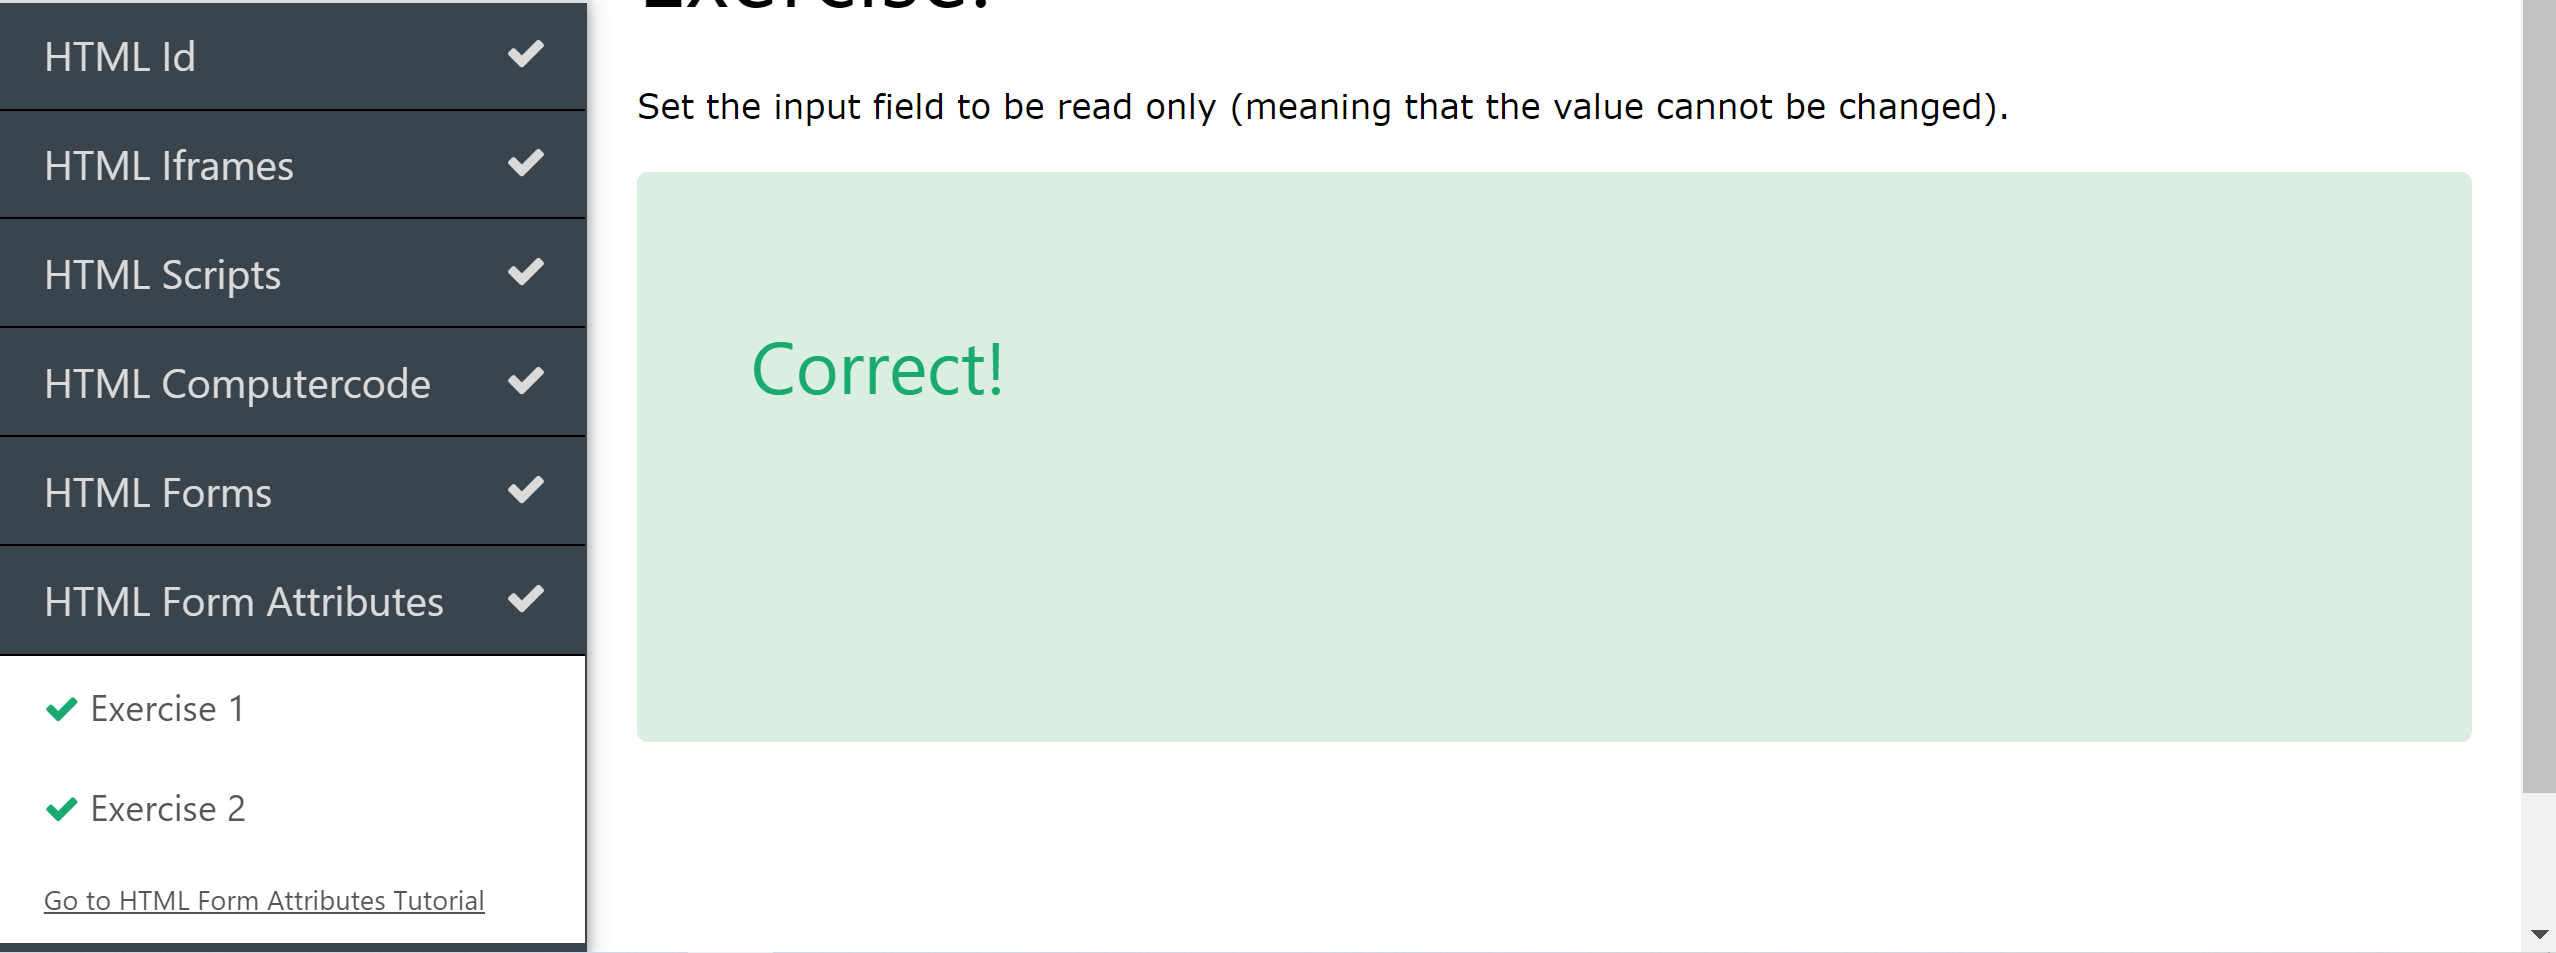 HTML Id
HTML Iframes
HTML Scripts
HTML Computercode
HTML Forms
HTML Form Attributes
Exercise 1
Exercise 2
Go to HTML Form Attributes Tutorial
Exercise:
Set the input field to be read only (meaning that the value cannot be changed).
Correct!